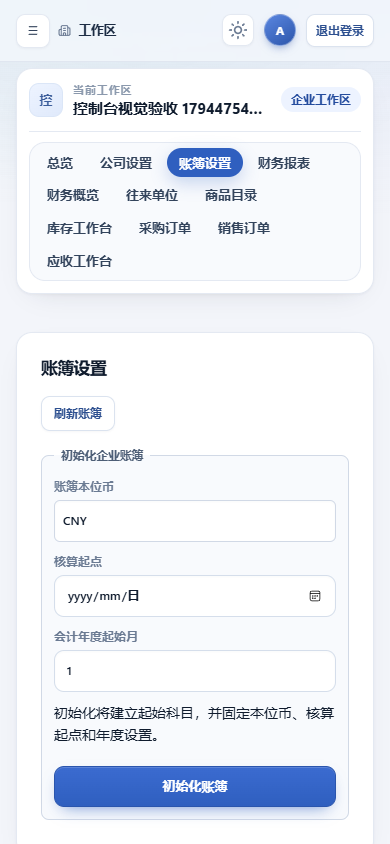 工作区
A
退出登录
控
当前工作区
控制台视觉验收 17944754...
企业工作区
总览 公司设置 账簿设置 财务报表
财务概览 往来单位 商品目录
库存工作台 采购订单 销售订单
应收工作台
账簿设置
刷新账簿
初始化企业账簿
账簿本位币
CNY
核算起点
yyyy/mm/日
会计年度起始月
1
初始化将建立起始科目，并固定本位币、核算
起点和年度设置。
初始化账簿